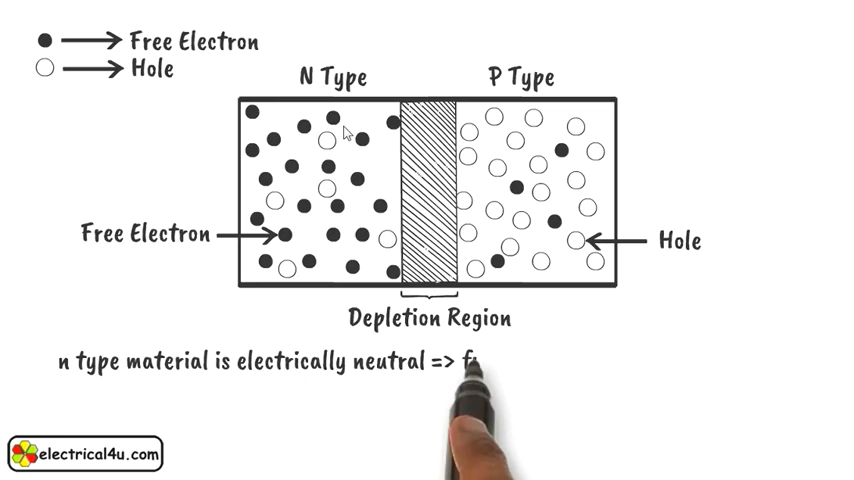 Free Electron
Hole
N Type P Type
Free Electron
Hole
Depletion Region
n type material is electrically neutral =>
electrical4u.com